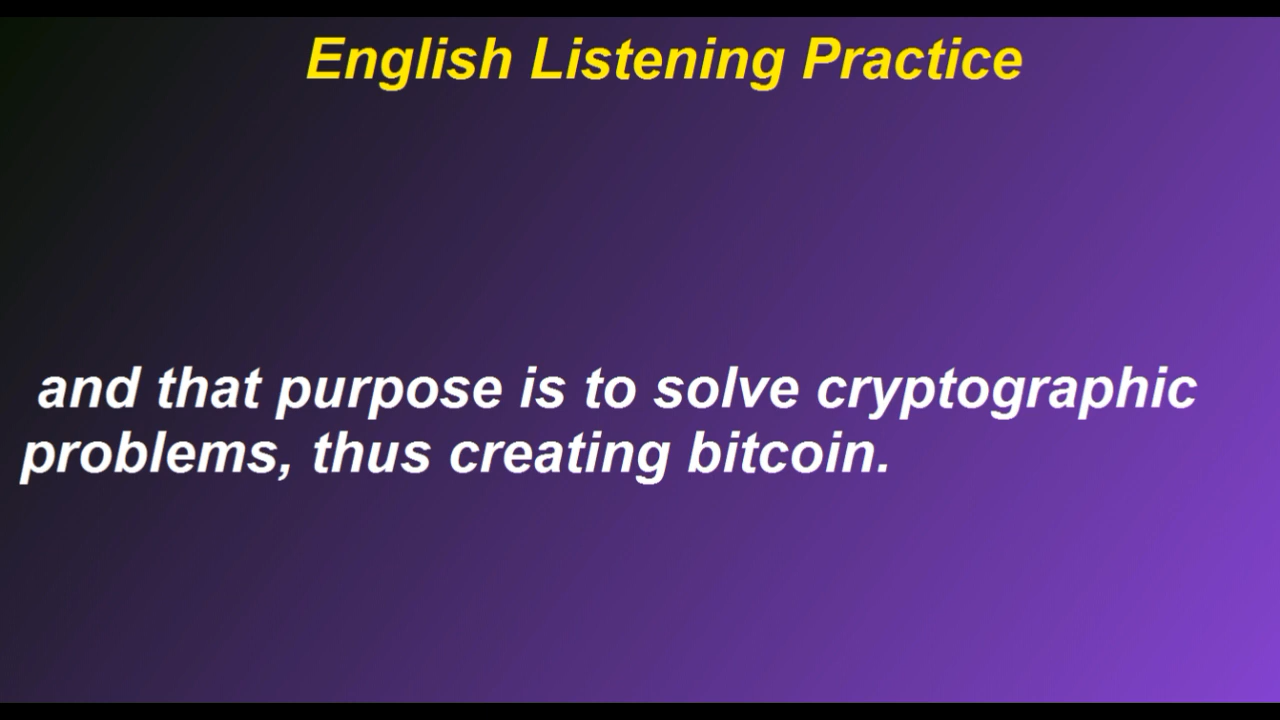 English Listening Practice
and that purpose is to solve cryptographic
problems, thus creating bitcoin.